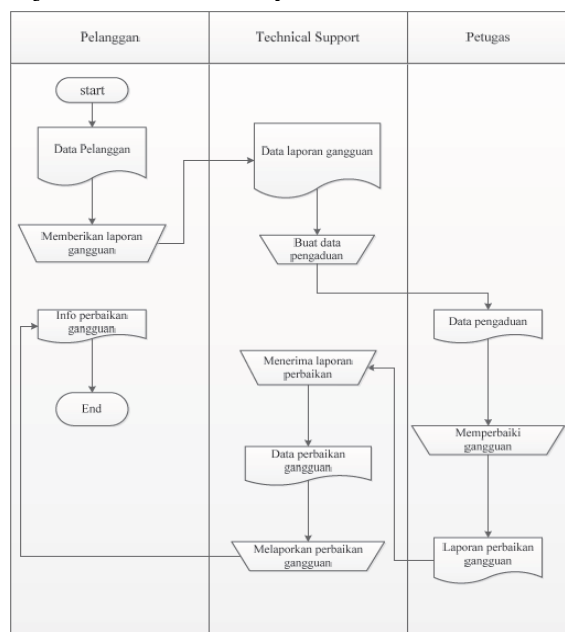 Pelanggan
Technical Support
Petugas
start
Data Pelanggan
Data laporan gangguan
Memberikan laporan
gangguan
Buat data
pengaduan
Info perbaikan
gangguan
Data pengaduan
Menerima laporan
perbaikan
End
Memperbaiki
gangguan
Data perbaikan
gangguan
Melaporkan perbaikan
gangguan
Laporan perbaikan
gangguan